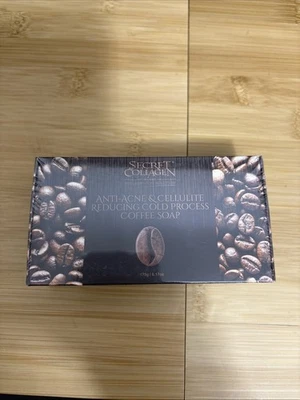 SECRET
COLLAGEN
ANTI-ACNE & CELLULITE
REDUCING COLD PROCESS
COFFEE SOAP